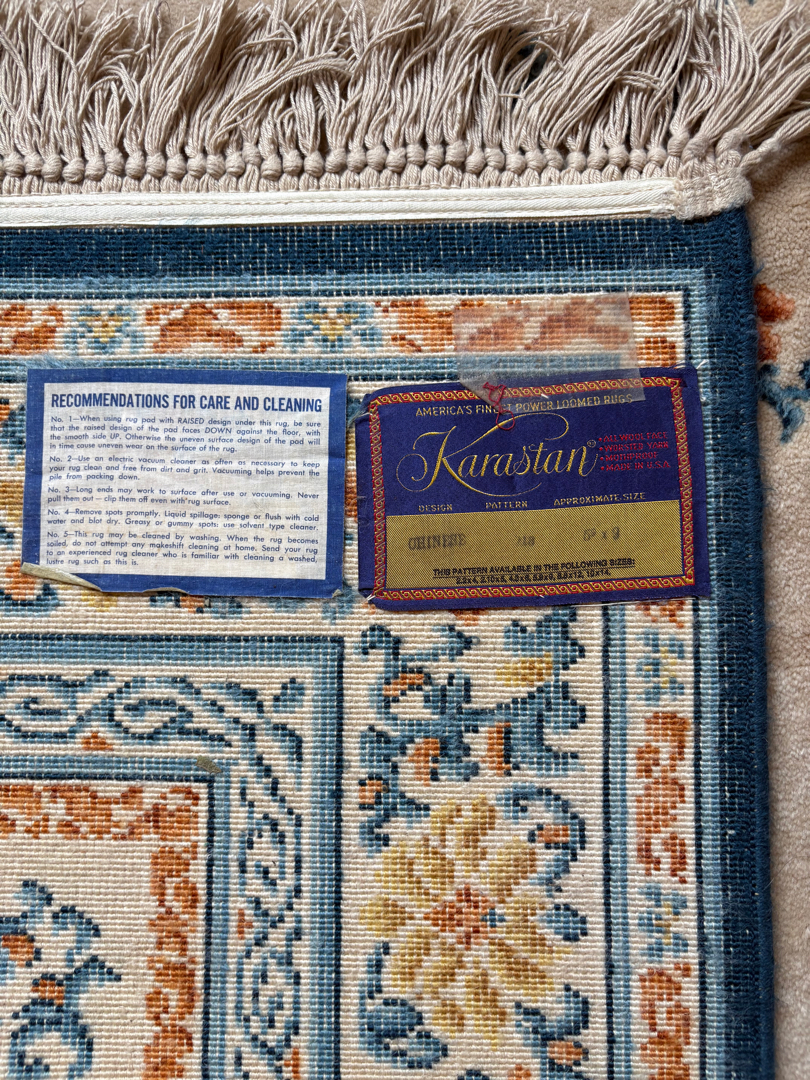 RECOMMENDATIONS FOR CARE AND CLEANING
No. 1—When using rug pad with RAISED design under this rug, be sure
that the raised design of the pad faces DOWN against the floor, with
the smooth side UP. Otherwise the uneven surface design of the pad will
in time cause uneven wear on the surface of the rug.
No. 2—Use an electric vacuum cleaner as often as necessary to keep
your rug clean and free from dirt and grit. Vacuuming helps prevent the
pile from packing down.
No. 3—Long ends may work to surface after use or vacuuming. Never
pull them out — clip them off even with rug surface.
No. 4—Remove spots promptly. Liquid spillage: sponge or flush with cold
water and blot dry. Greasy or gummy spots: use solvent type cleaner.
No. 5—This rug may be cleaned by washing. When the rug becomes
soiled, do not attempt any makeshift cleaning at home. Send your rug
to an experienced rug cleaner who is familiar with cleaning a washed,
lustre rug such as this is.
AMERICA'S FINEST POWER LOOMED RUGS
Karastan®
• ALL WOOL FACE
• WORSTED YARN
• MOTHPROOF
• MADE IN U.S.A.
DESIGN PATTERN APPROXIMATE SIZE
CHINESE x 9
THIS PATTERN AVAILABLE IN THE FOLLOWING SIZES: